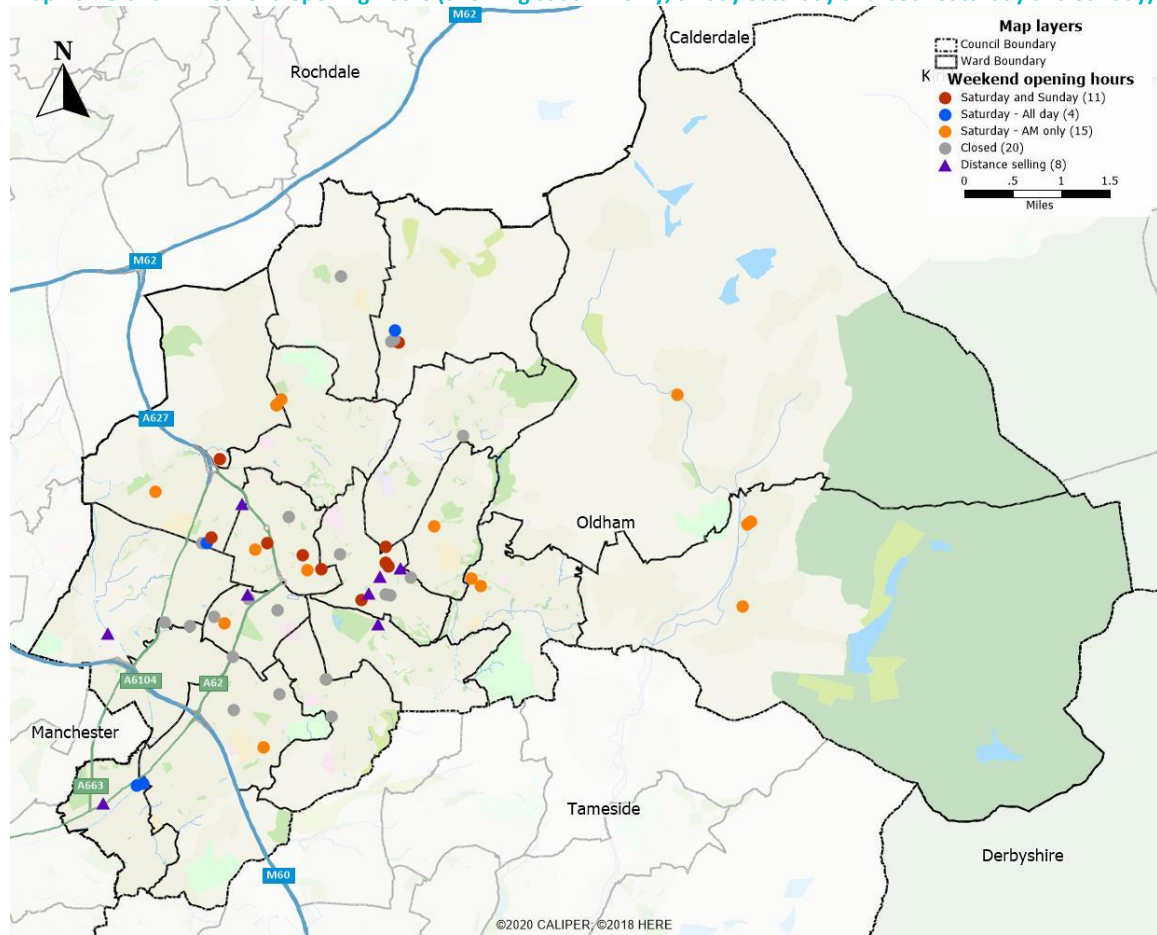 M62
Calderdale
Rochdale
N
Map layers
Council Boundary
Ward Boundary
Weekend opening hours
Saturday and Sunday (11)
Saturday - All day (4)
Saturday - AM only (15)
Closed (20)
Distance selling (8)
0 .5 1 1.5
Miles
M62
A627
Oldham
A6104
A62
Manchester
A663
Tameside
Derbyshire
M60
©2020 CALIPER; ©2018 HERE